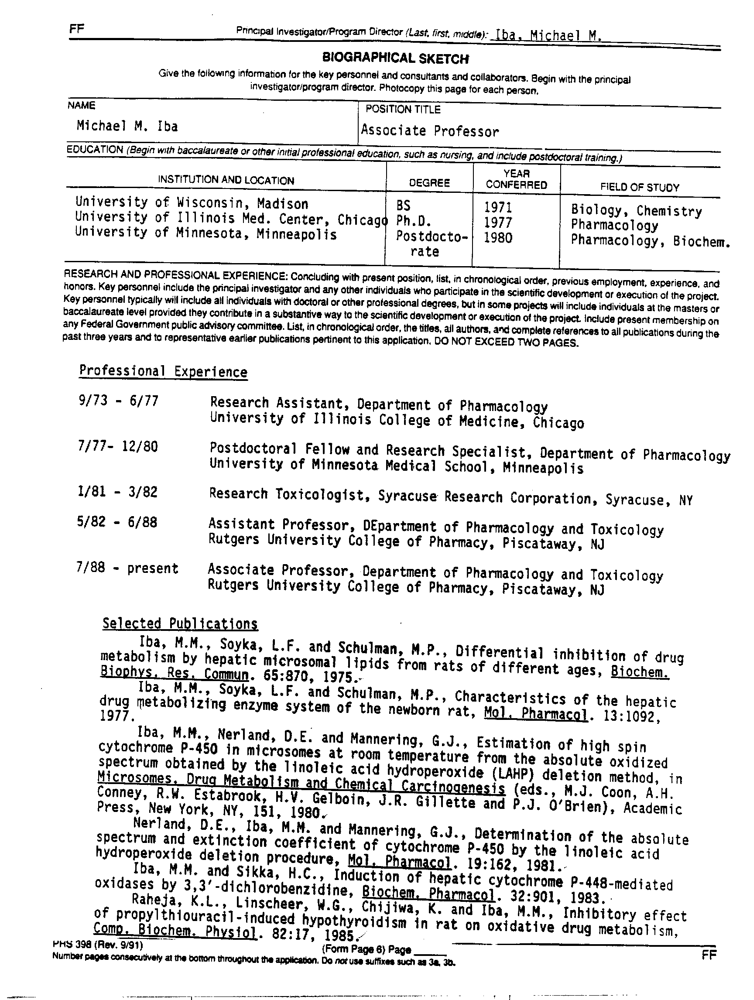 FF
Principal Investigator/Program Director (Last, first, middle): Iba, Michael M.
BIOGRAPHICAL SKETCH
Give the following information for the key personnel and consultants and collaborators. Begin with the principal
investigator/program director. Photocopy this page for each person.
NAME
POSITION TITLE
Michael M. Iba
Associate Professor
EDUCATION (Begin with baccalaureate or other initial professional education, such as nursing, and include postdoctoral training.)
INSTITUTION AND LOCATION DEGREE YEAR CONFERRED FIELD OF STUDY
University of Wisconsin, Madison BS 1971 Biology, Chemistry
University of Illinois Med. Center, Chicago Ph.D. 1977 Pharmacology
University of Minnesota, Minneapolis Postdocto- 1980 Pharmacology, Biochem.
rate
RESEARCH AND PROFESSIONAL EXPERIENCE: Concluding with present position, list, in chronological order, previous employment, experience, and
honors. Key personnel include the principal investigator and any other individuals who participate in the scientific development or execution of the project.
Key personnel typically will include all individuals with doctoral or other professional degrees, but in some projects will include individuals at the masters or
baccalaureate level provided they contribute in a substantive way to the scientific development or execution of the project. Include present membership on
any Federal Government public advisory committee. List, in chronological order, the titles, all authors, and complete references to all publications during the
past three years and to representative earlier publications pertinent to this application. DO NOT EXCEED TWO PAGES.
Professional Experience
9/73 - 6/77 Research Assistant, Department of Pharmacology
University of Illinois College of Medicine, Chicago
7/77- 12/80 Postdoctoral Fellow and Research Specialist, Department of Pharmacology
University of Minnesota Medical School, Minneapolis
1/81 - 3/82 Research Toxicologist, Syracuse Research Corporation, Syracuse, NY
5/82 - 6/88 Assistant Professor, DEpartment of Pharmacology and Toxicology
Rutgers University College of Pharmacy, Piscataway, NJ
7/88 - present Associate Professor, Department of Pharmacology and Toxicology
Rutgers University College of Pharmacy, Piscataway, NJ
Selected Publications
Iba, M.M., Soyka, L.F. and Schulman, M.P., Differential inhibition of drug
metabolism by hepatic microsomal lipids from rats of different ages, Biochem.
Biophys. Res. Commun. 65:870, 1975.
Iba, M.M., Soyka, L.F. and Schulman, M.P., Characteristics of the hepatic
drug metabolizing enzyme system of the newborn rat, Mol. Pharmacol. 13:1092,
1977.
Iba, M.M., Nerland, D.E. and Mannering, G.J., Estimation of high spin
cytochrome P-450 in microsomes at room temperature from the absolute oxidized
spectrum obtained by the linoleic acid hydroperoxide (LAHP) deletion method, in
Microsomes, Drug Metabolism and Chemical Carcinogenesis (eds., M.J. Coon, A.H.
Conney, R.W. Estabrook, H.V. Gelboin, J.R. Gillette and P.J. O'Brien), Academic
Press, New York, NY, 151, 1980.
Nerland, D.E., Iba, M.M. and Mannering, G.J., Determination of the absolute
spectrum and extinction coefficient of cytochrome P-450 by the linoleic acid
hydroperoxide deletion procedure, Mol. Pharmacol. 19:162, 1981.
Iba, M.M. and Sikka, H.C., Induction of hepatic cytochrome P-448-mediated
oxidases by 3,3'-dichlorobenzidine, Biochem. Pharmacol. 32:901, 1983.
Raheja, K.L., Linscheer, W.G., Chijiwa, K. and Iba, M.M., Inhibitory effect
of propylthiouracil-induced hypothyroidism in rat on oxidative drug metabolism,
Comp. Biochem. Physiol. 82:17, 1985.
PHS 398 (Rev. 9/91) (Form Page 6) Page FF
Number pages consecutively at the bottom throughout the application. Do not use suffixes such as 3a, 3b.